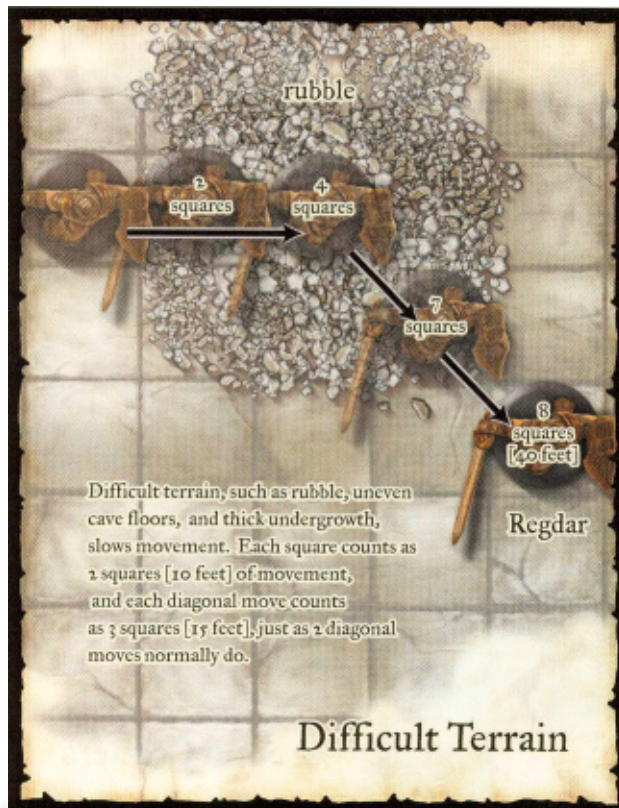 rubble
2
squares
4
squares
7
squares
8
squares
[40 feet]
Regdar
Difficult terrain, such as rubble, uneven
cave floors, and thick undergrowth,
slows movement. Each square counts as
2 squares [10 feet] of movement,
and each diagonal move counts
as 3 squares [15 feet], just as 2 diagonal
moves normally do.
Difficult Terrain